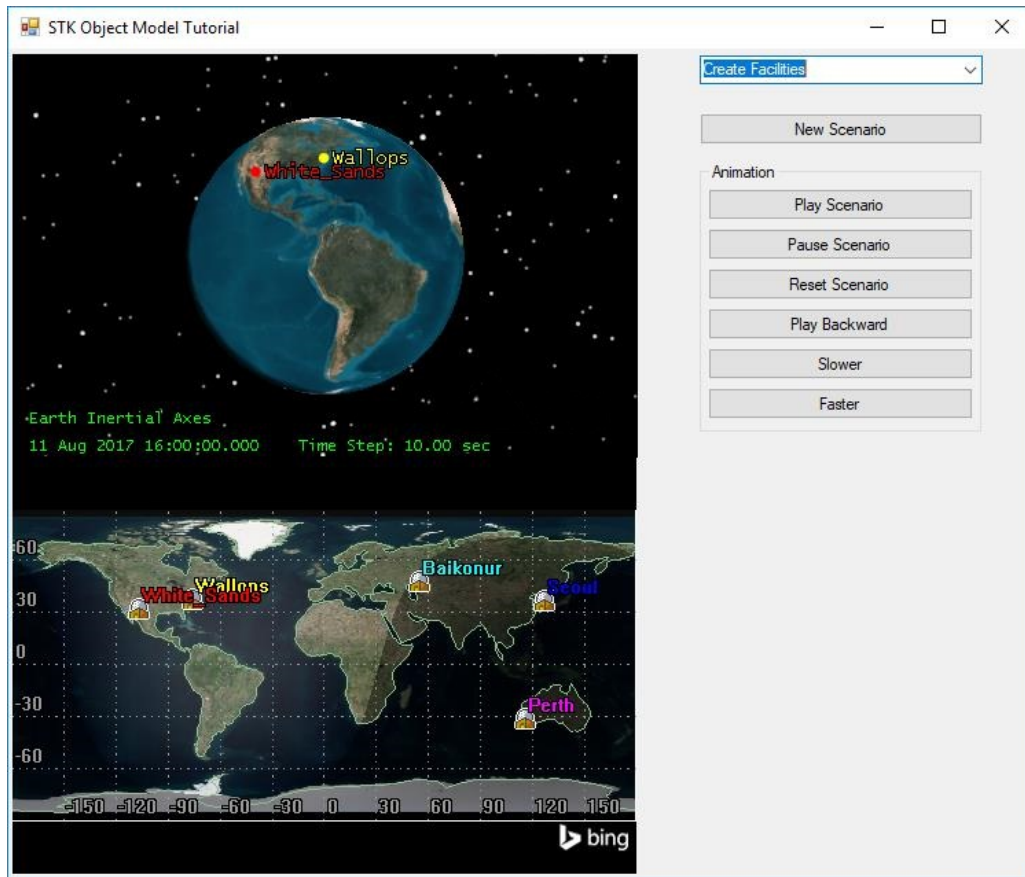 STK Object Model Tutorial
Create Facilities
New Scenario
Animation
Play Scenario
Pause Scenario
Reset Scenario
Play Backward
Slower
Faster
Wallops
White_Sands
Earth Inertial Axes
11 Aug 2017 16:00:00.000 Time Step: 10.00 sec
60
30
0
-30
-60
Baikonur
Wallops
White_Sands
Seoul
Perth
-150 -120 -90 -60 -30 0 30 60 90 120 150
bing